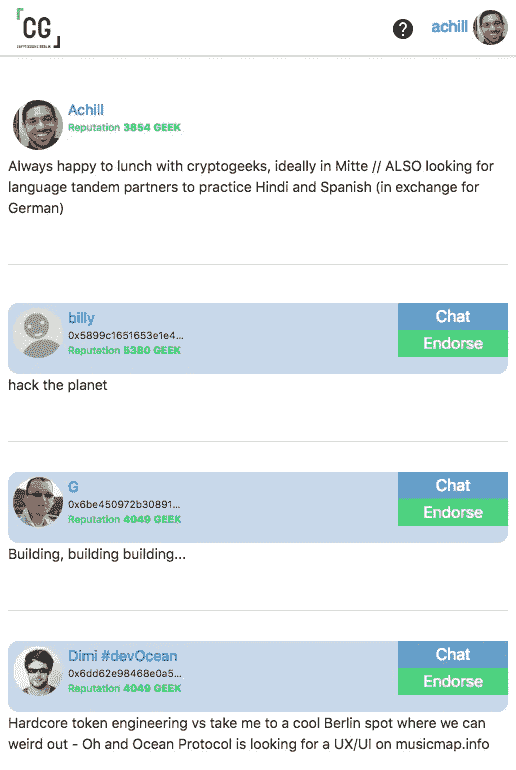 CG
achill
Achill
Reputation 3854 GEEK
Always happy to lunch with cryptogeeks, ideally in Mitte // ALSO looking for
language tandem partners to practice Hindi and Spanish (in exchange for
German)
billy
0x5899c1651653e1e4...
Reputation 5380 GEEK
Chat
Endorse
hack the planet
G
0x6be450972b30891...
Reputation 4049 GEEK
Chat
Endorse
Building, building building...
Dimi #devOcean
0x6dd62e98468e0a5...
Reputation 4049 GEEK
Chat
Endorse
Hardcore token engineering vs take me to a cool Berlin spot where we can
weird out - Oh and Ocean Protocol is looking for a UX/UI on musicmap.info